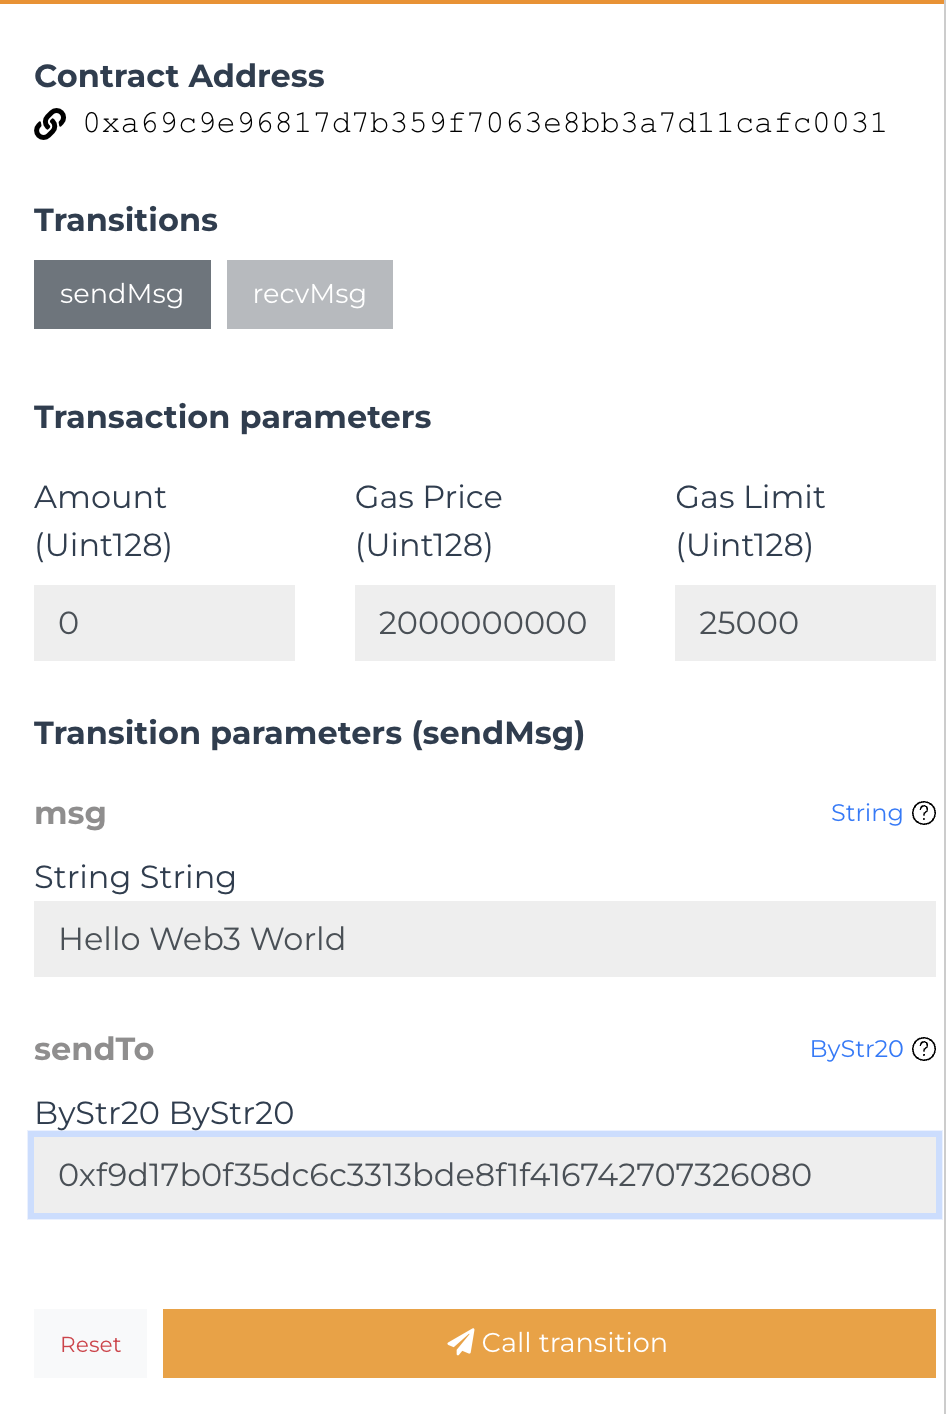 Contract Address
0xa69c9e96817d7b359f7063e8bb3a7d11cafc0031
Transitions
sendMsg recvMsg
Transaction parameters
Amount (Uint128)
Gas Price (Uint128)
Gas Limit (Uint128)
0 2000000000 25000
Transition parameters (sendMsg)
msg String ?
String String
Hello Web3 World
sendTo ByStr20 ?
ByStr20 ByStr20
0xf9d17b0f35dc6c3313bde8f1f416742707326080
Reset Call transition